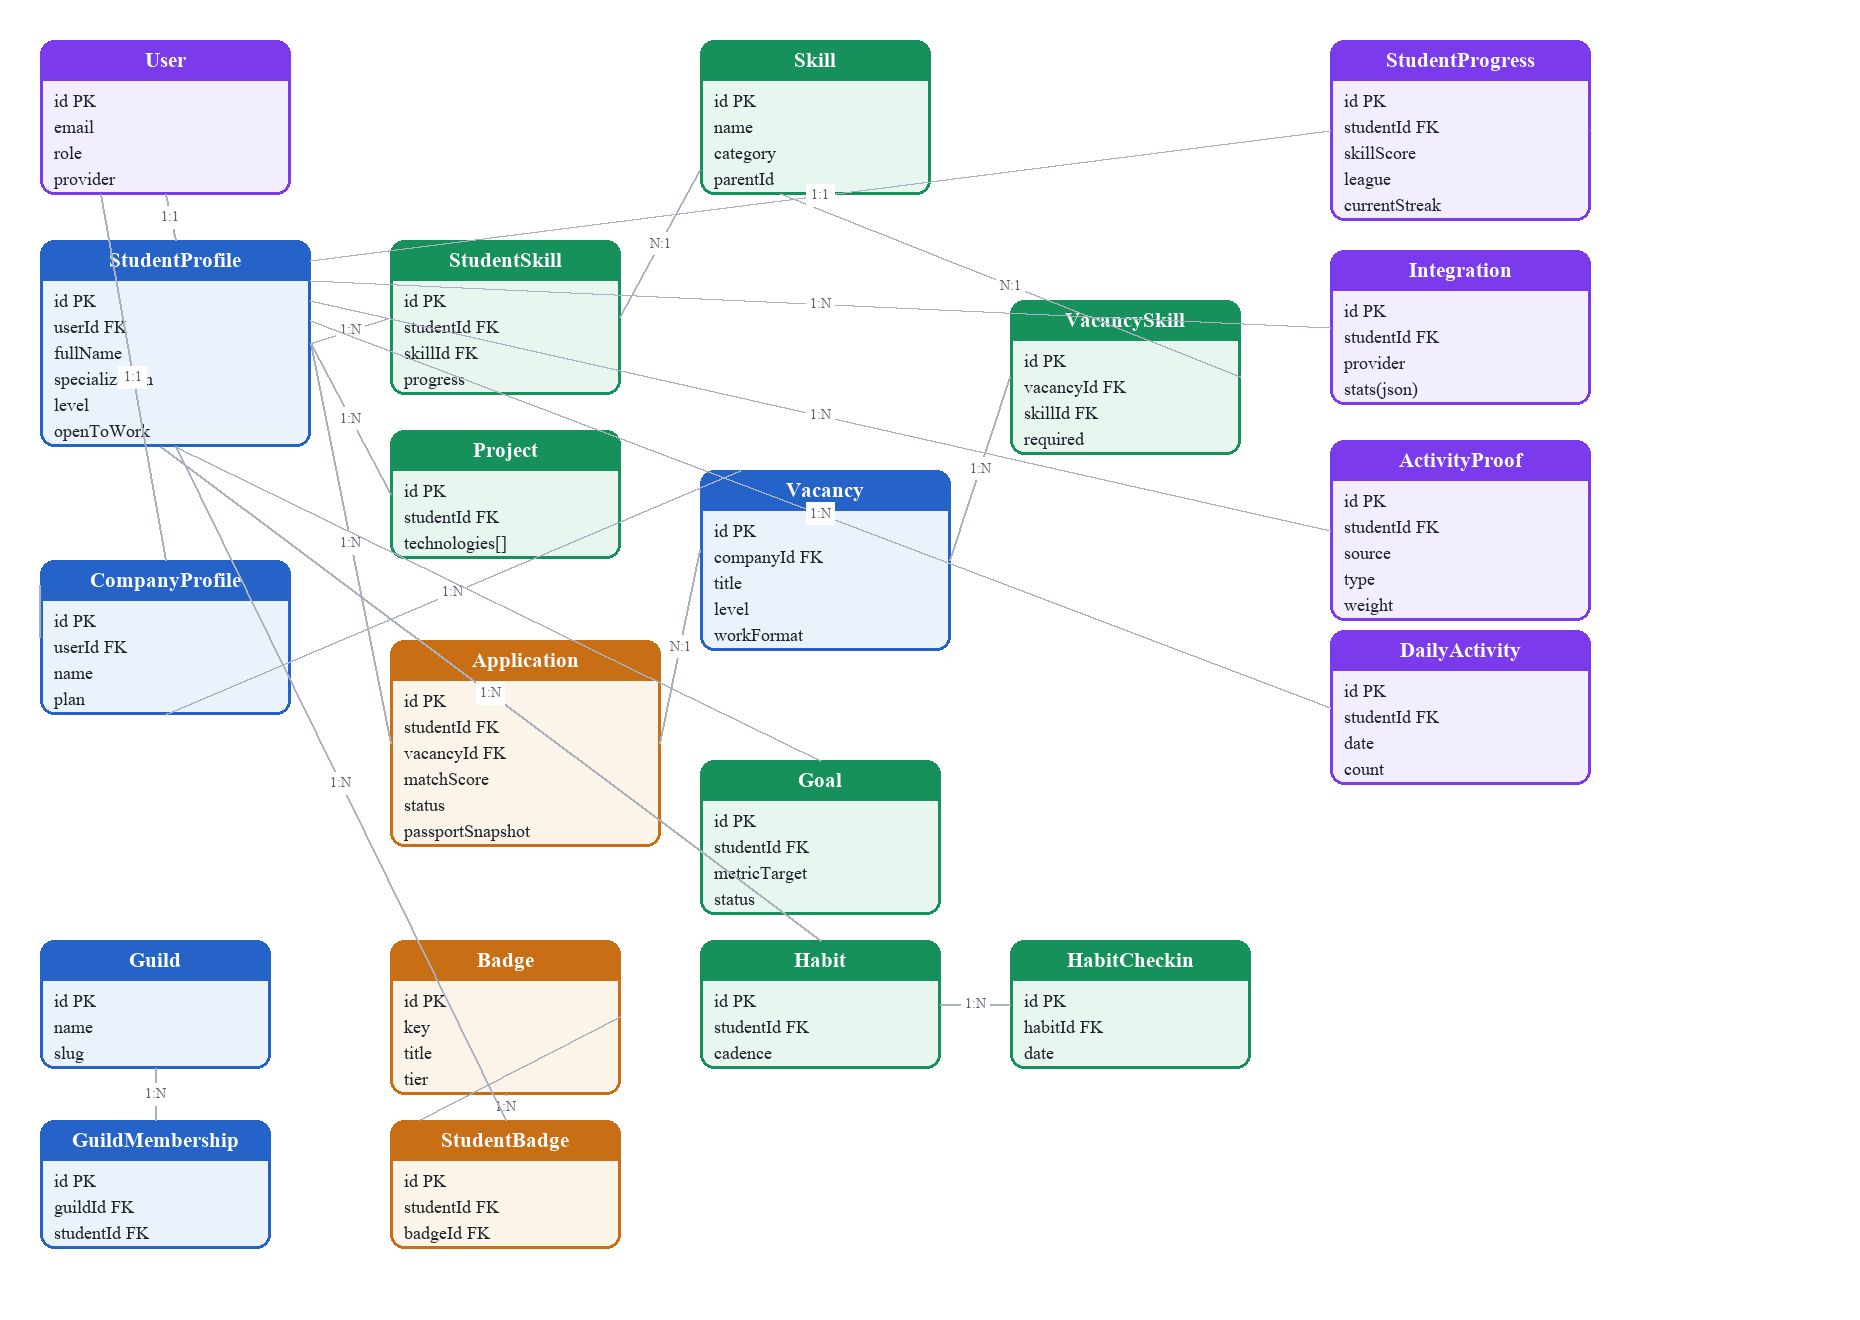 User
id PK
email
role
provider
Skill
id PK
name
category
parentId
StudentProgress
id PK
studentId FK
skillScore
league
currentStreak
1:1
1:1
N:1
StudentProfile
id PK
userId FK
fullName
level
openToWork
1:1
StudentSkill
id PK
studentId FK
skillId FK
progress
1:N
1:N
1:N
N:1
VacancySkill
id PK
vacancyId FK
skillId FK
required
Integration
id PK
studentId FK
provider
stats(json)
1:N
1:N
Project
id PK
studentId FK
technologies[]
1:N
1:N
Vacancy
1:N
id PK
companyId FK
title
level
workFormat
1:N
ActivityProof
id PK
studentId FK
source
type
weight
CompanyProfile
id PK
userId FK
name
plan
N:1
Application
1:N
id PK
studentId FK
vacancyId FK
matchScore
status
passportSnapshot
DailyActivity
id PK
studentId FK
date
count
1:N
Goal
id PK
studentId FK
metricTarget
status
Guild
id PK
name
slug
Badge
id PK
key
title
tier
Habit
id PK
studentId FK
cadence
1:N
HabitCheckin
id PK
habitId FK
date
1:N
1:N
GuildMembership
id PK
guildId FK
studentId FK
StudentBadge
id PK
studentId FK
badgeId FK